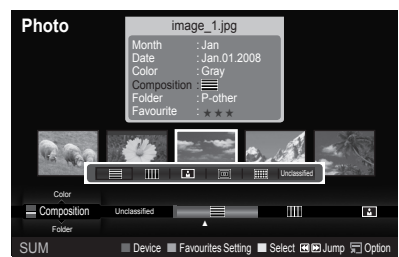 Photo
image_1.jpg
Month : Jan
Date : Jan.01.2008
Color : Gray
Composition :
Folder : P-other
Favourite : ★★★
Unclassified
Color
Composition Unclassified
Folder
SUM Device Favourites Setting Select Jump Option